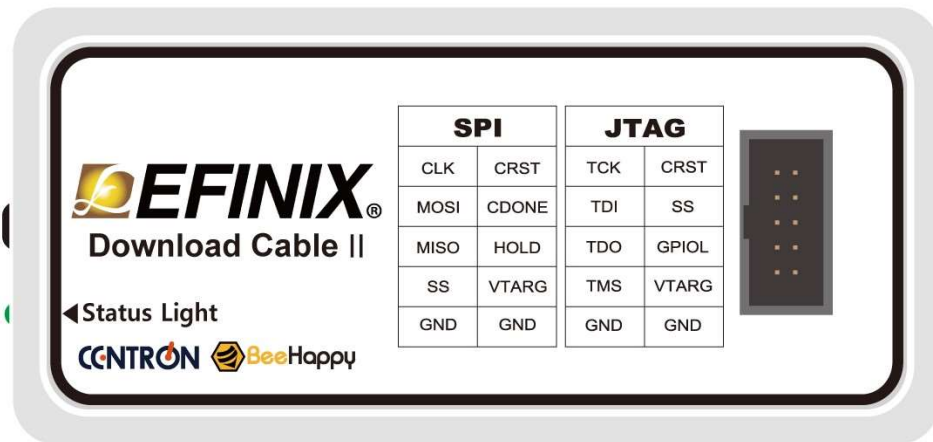 EFINIX®
Download Cable II
Status Light
CENTRON BeeHappy
SPI JTAG
CLK CRST TCK CRST
MOSI CDONE TDI SS
MISO HOLD TDO GPIOL
SS VTARG TMS VTARG
GND GND GND GND